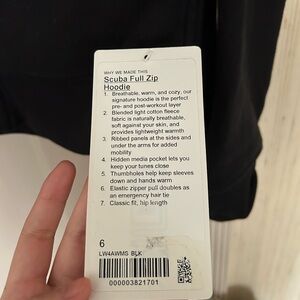 WHY WE MADE THIS
Scuba Full Zip
Hoodie
1. Breathable, warm, and cozy, our
signature hoodie is the perfect
pre- and post-workout layer
2. Blended light cotton fleece
fabric is naturally breathable,
soft against your skin, and
provides lightweight warmth
3. Ribbed panels at the sides and
under the arms for added
mobility
4. Hidden media pocket lets you
keep your tunes close
5. Thumbholes help keep sleeves
down and hands warm
6. Elastic zipper pull doubles as
an emergency hair tie
7. Classic fit, hip length
6
LW4AWMS BLK
000003821701